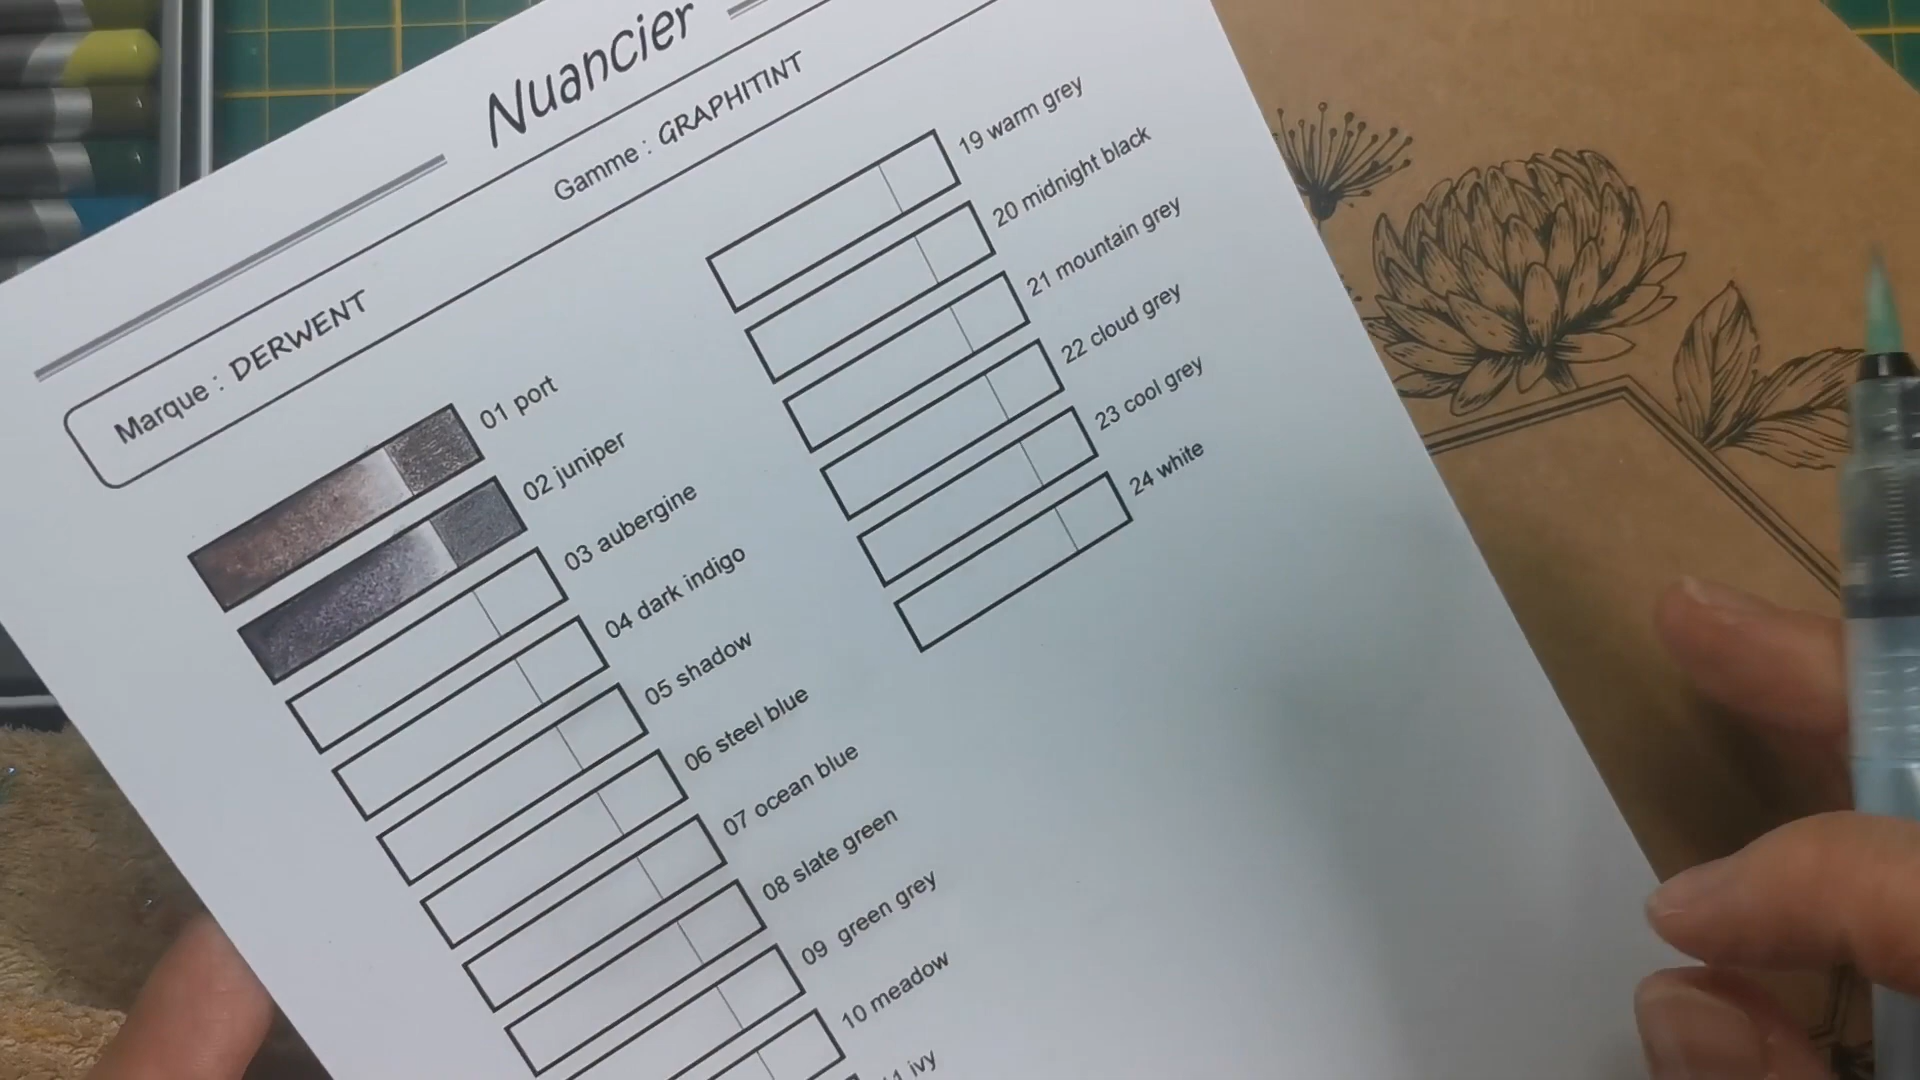 Nuancier
Marque : DERWENT
Gamme : GRAPHITINT
01 port
02 juniper
03 aubergine
04 dark indigo
05 shadow
06 steel blue
07 ocean blue
08 slate green
09 green grey
10 meadow
11 ivy
19 warm grey
20 midnight black
21 mountain grey
22 cloud grey
23 cool grey
24 white